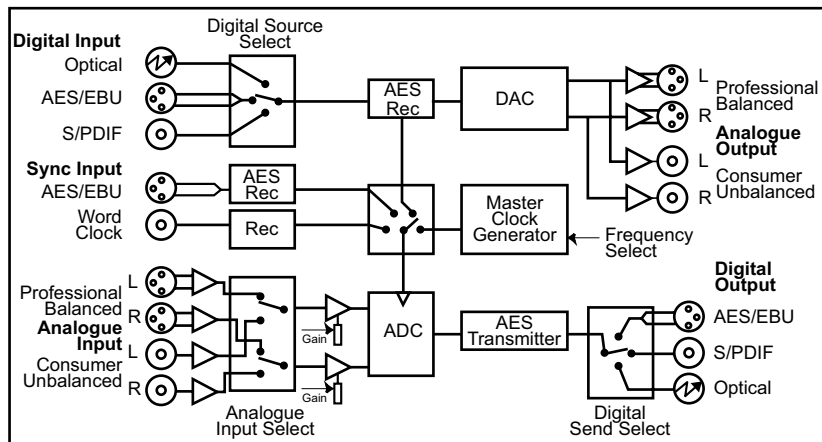 Digital Source
Select
Digital Input
Optical
AES/EBU
S/PDIF
AES
Rec
DAC
L
R
Professional
Balanced
Analogue
Output
L
R
Consumer
Unbalanced
Sync Input
AES/EBU
AES
Rec
Word
Clock
Rec
Master
Clock
Generator
Frequency
Select
L
Professional
Balanced
R
Analogue
Input
L
Consumer
Unbalanced
R
Gain
Gain
ADC
AES
Transmitter
Digital
Output
AES/EBU
S/PDIF
Optical
Analogue
Input Select
Digital
Send Select